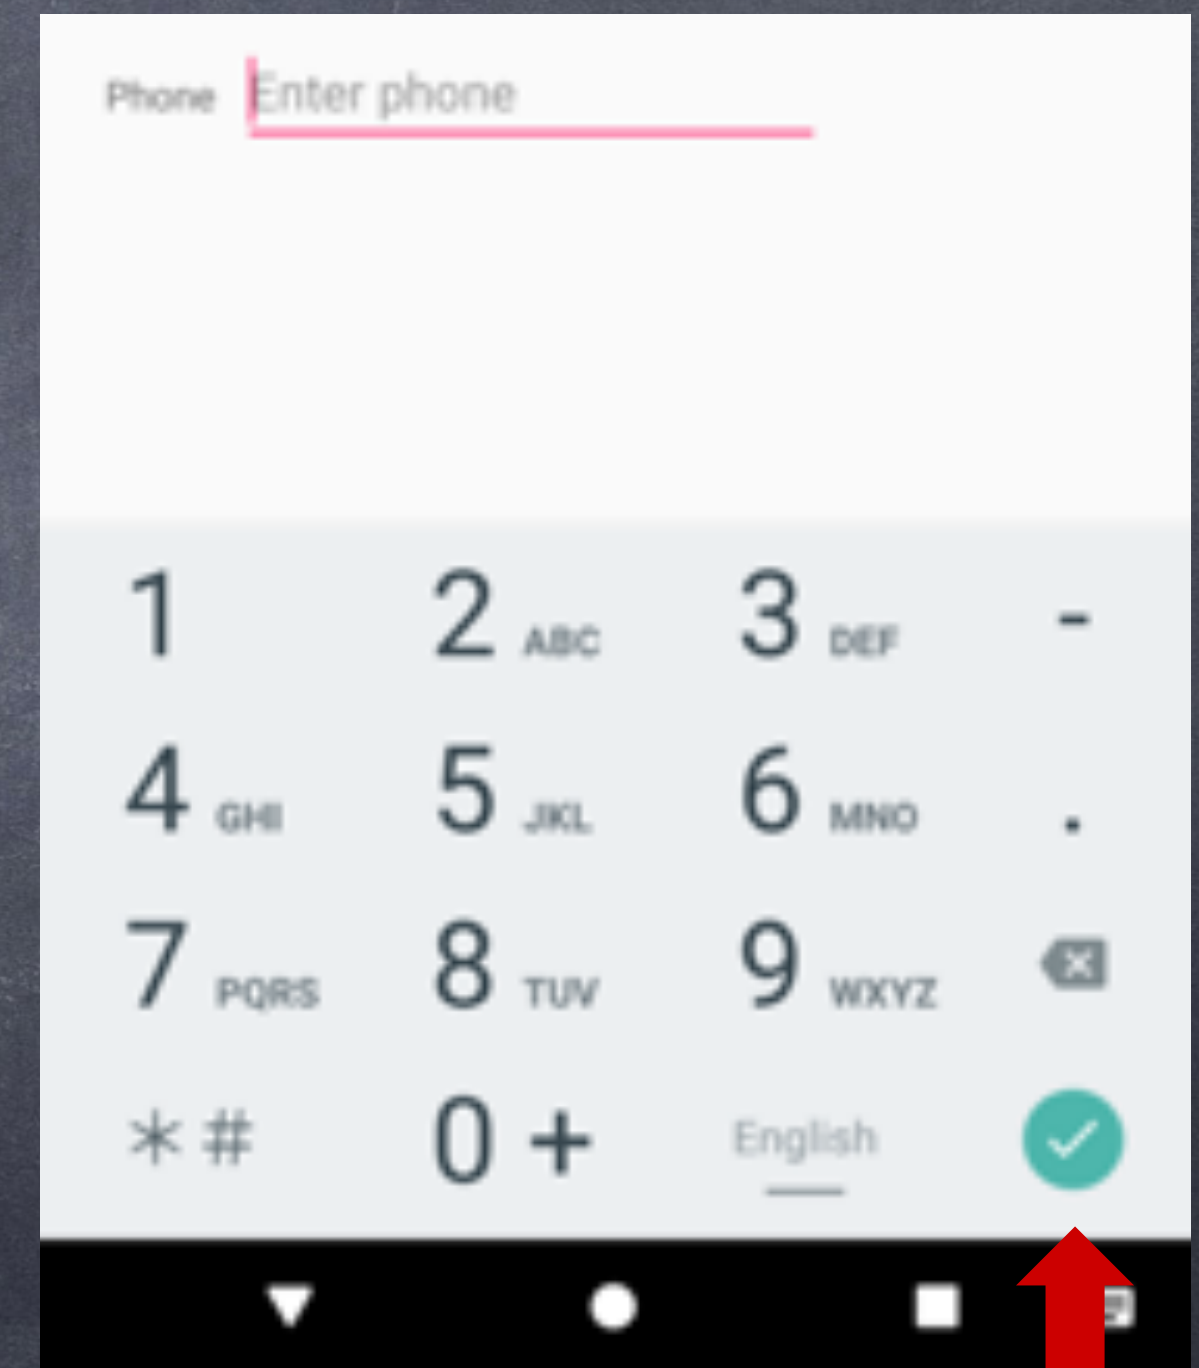 Phone Enter phone
1 2 ABC 3 DEF -
4 GHI 5 JKL 6 MNO .
7 PQRS 8 TUV 9 WXYZ
*# 0 + English